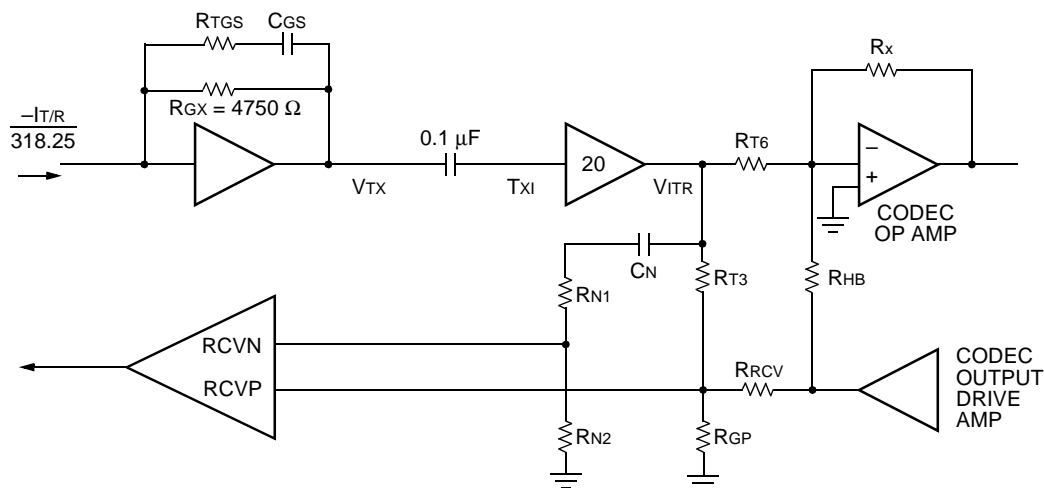 RTGS
CGS
RGX = 4750 Ω
–IT/R
318.25
VTX
0.1 μF
TXI
20
VITR
RT6
RX
–
+
CODEC
OP AMP
CN
RN1
RT3
RHB
RCVN
RCVP
RRCV
CODEC
OUTPUT
DRIVE
AMP
RN2
RGP